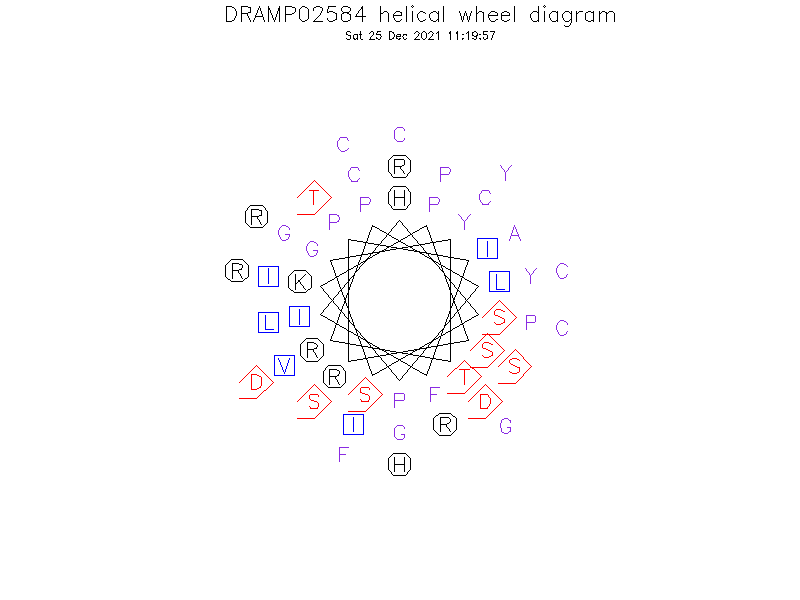 DRAMP02584 helical wheel diagram
Sat 25 Dec 2021 11:19:57
C
C
R
C P Y
T H C
P P
R P Y
G A
G I
R I K L Y C
L I S P C
R S
V S
D R T
S S P F D
I G R G
F
H